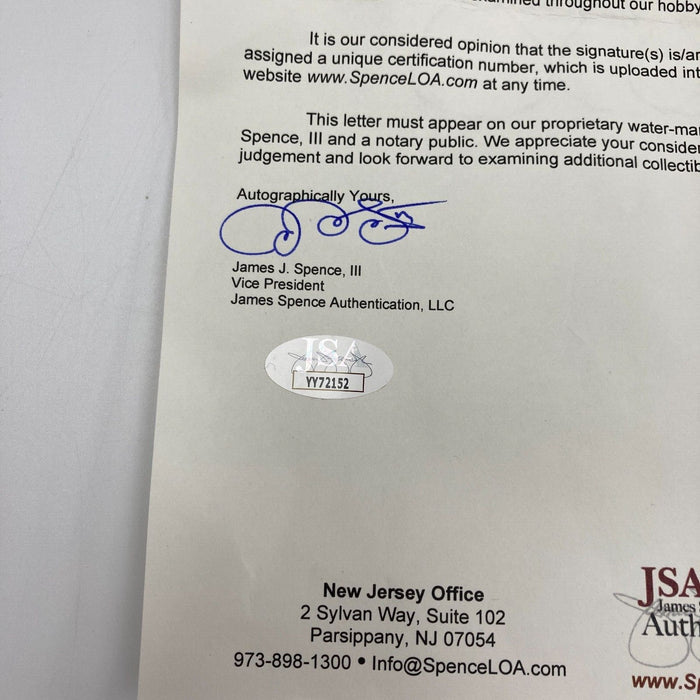 throughout our hobby
It is our considered opinion that the signature(s) is/ar
assigned a unique certification number, which is uploaded int
website www.SpenceLOA.com at any time.
This letter must appear on our proprietary water-ma
Spence, III and a notary public. We appreciate your consider
judgement and look forward to examining additional collectib
Autographically Yours,
James J. Spence, III
Vice President
James Spence Authentication, LLC
JSA
YY72152
New Jersey Office
2 Sylvan Way, Suite 102
Parsippany, NJ 07054
973-898-1300 • Info@SpenceLOA.com
JSA
James
Auth
www.Sp